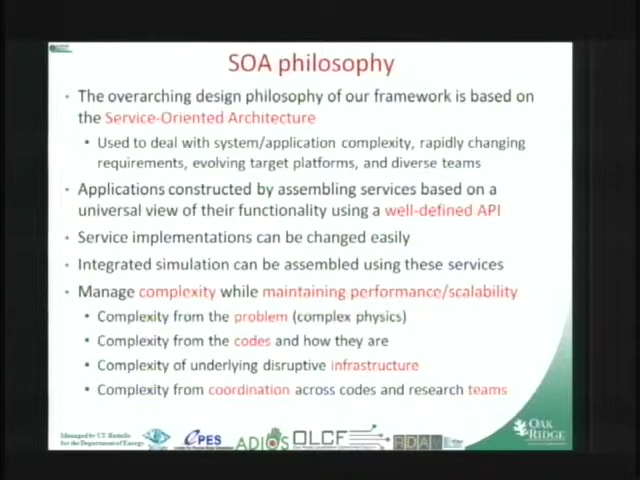 SOA philosophy
• The overarching design philosophy of our framework is based on
the Service-Oriented Architecture
• Used to deal with system/application complexity, rapidly changing
requirements, evolving target platforms, and diverse teams
• Applications constructed by assembling services based on a
universal view of their functionality using a well-defined API
• Service implementations can be changed easily
• Integrated simulation can be assembled using these services
• Manage complexity while maintaining performance/scalability
• Complexity from the problem (complex physics)
• Complexity from the codes and how they are
• Complexity of underlying disruptive infrastructure
• Complexity from coordination across codes and research teams
Managed by UT-Battelle
for the Department of Energy
EPES
ADIOS
OLCF
OAK
RIDGE